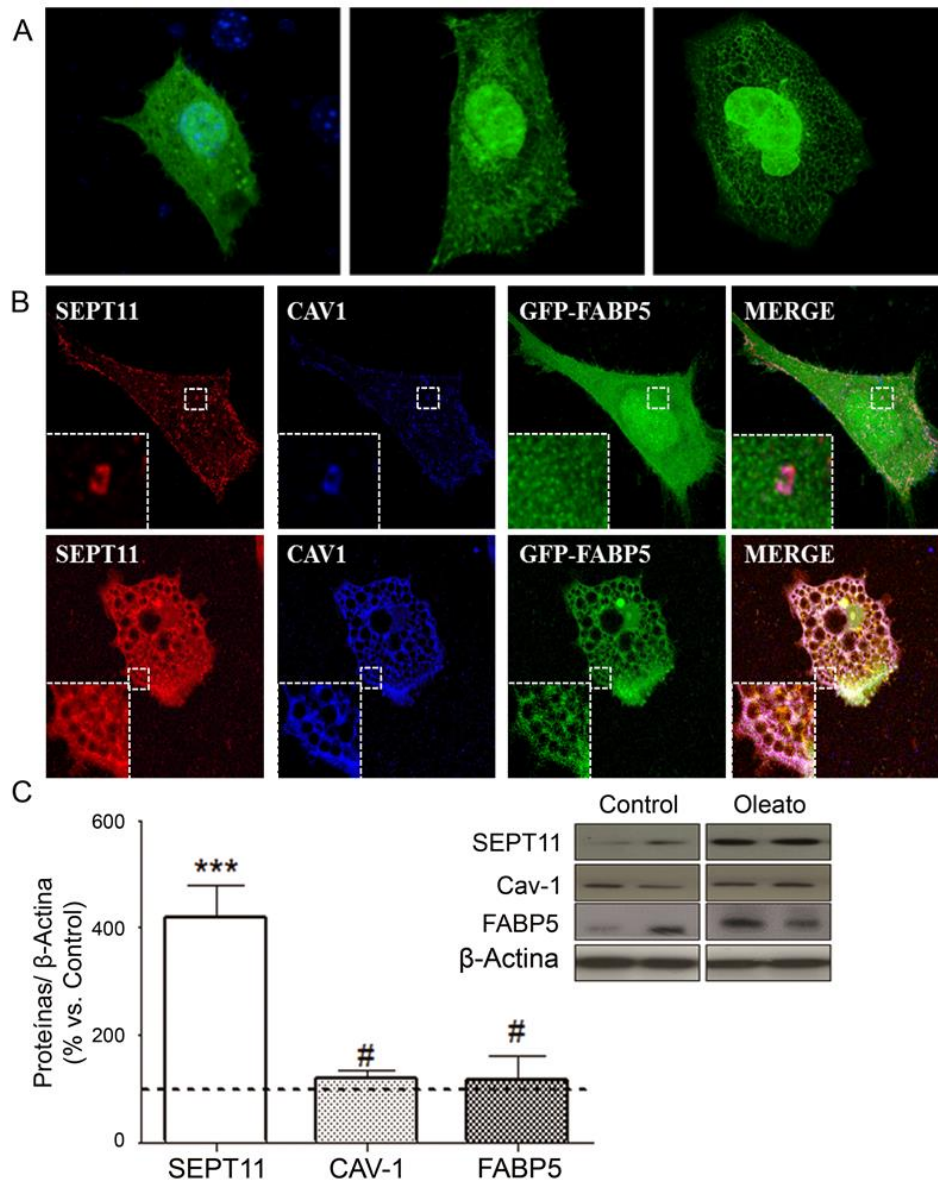 A
B
SEPT11
CAV1
GFP-FABP5
MERGE
SEPT11
CAV1
GFP-FABP5
MERGE
C
Proteínas/ β-Actina
(% vs. Control)
600
400
200
0
***
#
#
SEPT11
CAV-1
FABP5
Control
Oleato
SEPT11
Cav-1
FABP5
β-Actina